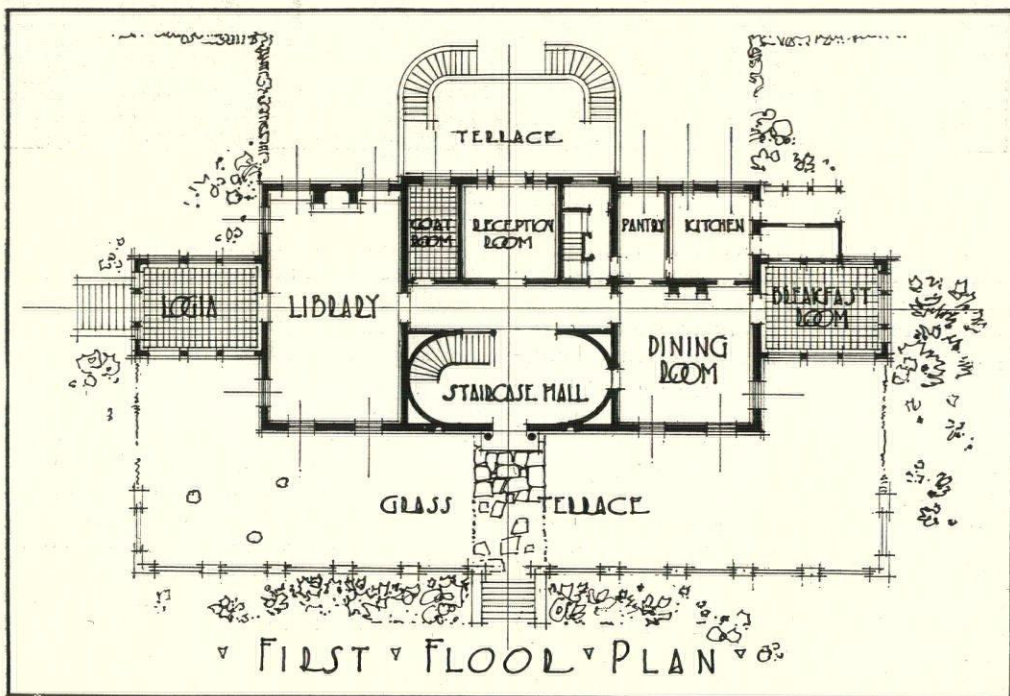 TERRACE
COAT
ROOM
RECEPTION
ROOM
PANTRY
KITCHEN
LOGIA
LIBRARY
BREAKFAST
ROOM
DINING
ROOM
STAIRCASE HALL
GRASS TERRACE
FIRST FLOOR PLAN